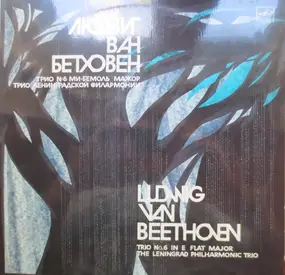 ЛЮДВИГ
ВАН
БЕТХОВЕН
ТРИО №6 МИ-БЕМОЛЬ МАЖОР
ТРИО ЛЕНИНГРАДСКОЙ ФИЛАРМОНИИ
LUDWIG
VAN
BEETHOVEN
TRIO No.6 IN E FLAT MAJOR
THE LENINGRAD PHILHARMONIC TRIO